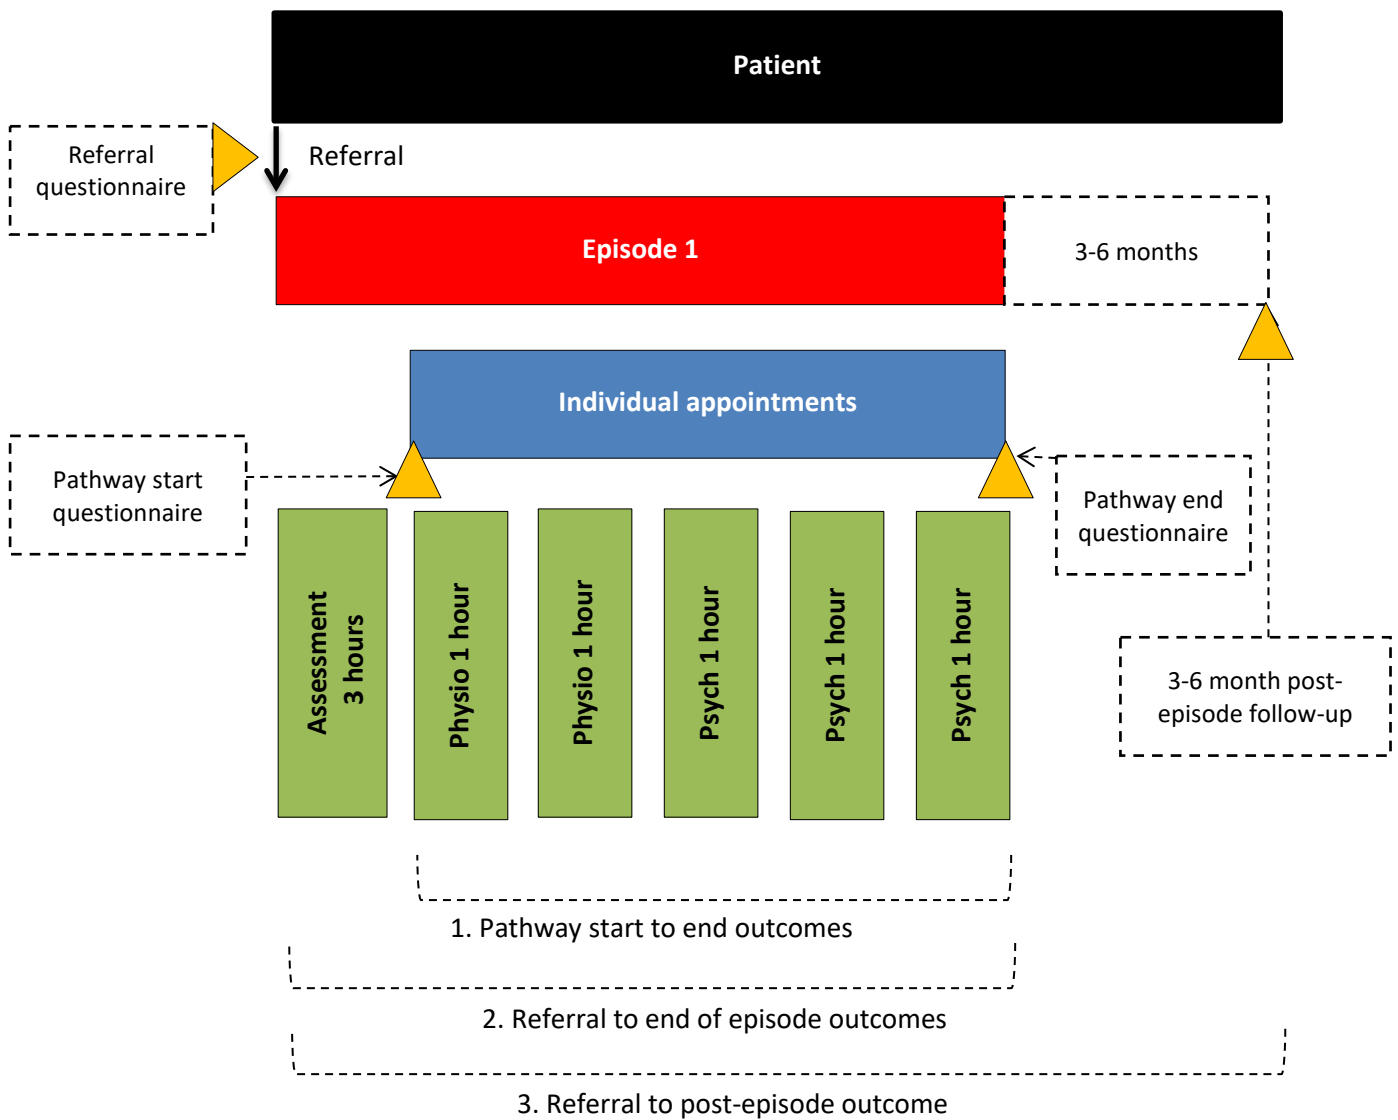 Patient
Referral
questionnaire
Referral
Episode 1
3-6 months
Individual appointments
Pathway start
questionnaire
Pathway end
questionnaire
Assessment
3 hours
Physio 1 hour
Physio 1 hour
Psych 1 hour
Psych 1 hour
Psych 1 hour
3-6 month post-
episode follow-up
1. Pathway start to end outcomes
2. Referral to end of episode outcomes
3. Referral to post-episode outcome